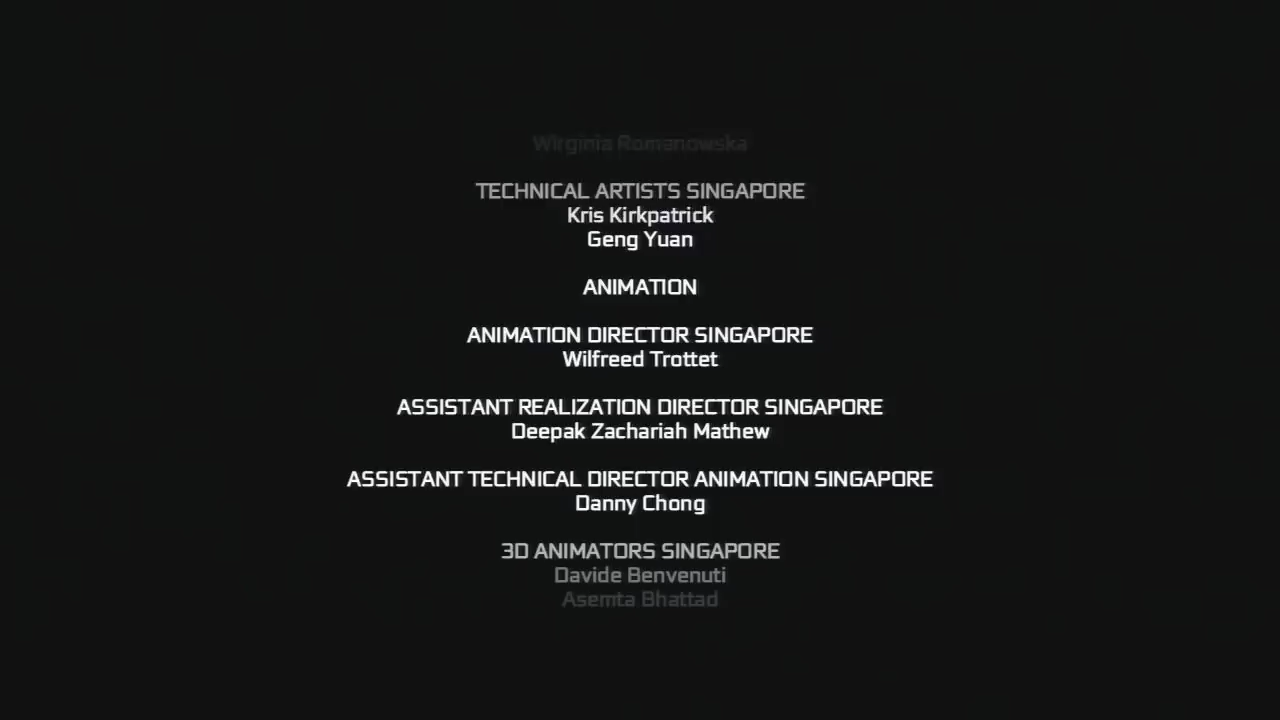 Wirginia Romanowska
TECHNICAL ARTISTS SINGAPORE
Kris Kirkpatrick
Geng Yuan
ANIMATION
ANIMATION DIRECTOR SINGAPORE
Wilfreed Trottet
ASSISTANT REALIZATION DIRECTOR SINGAPORE
Deepak Zachariah Mathew
ASSISTANT TECHNICAL DIRECTOR ANIMATION SINGAPORE
Danny Chong
3D ANIMATORS SINGAPORE
Davide Benvenuti
Asemta Bhattad